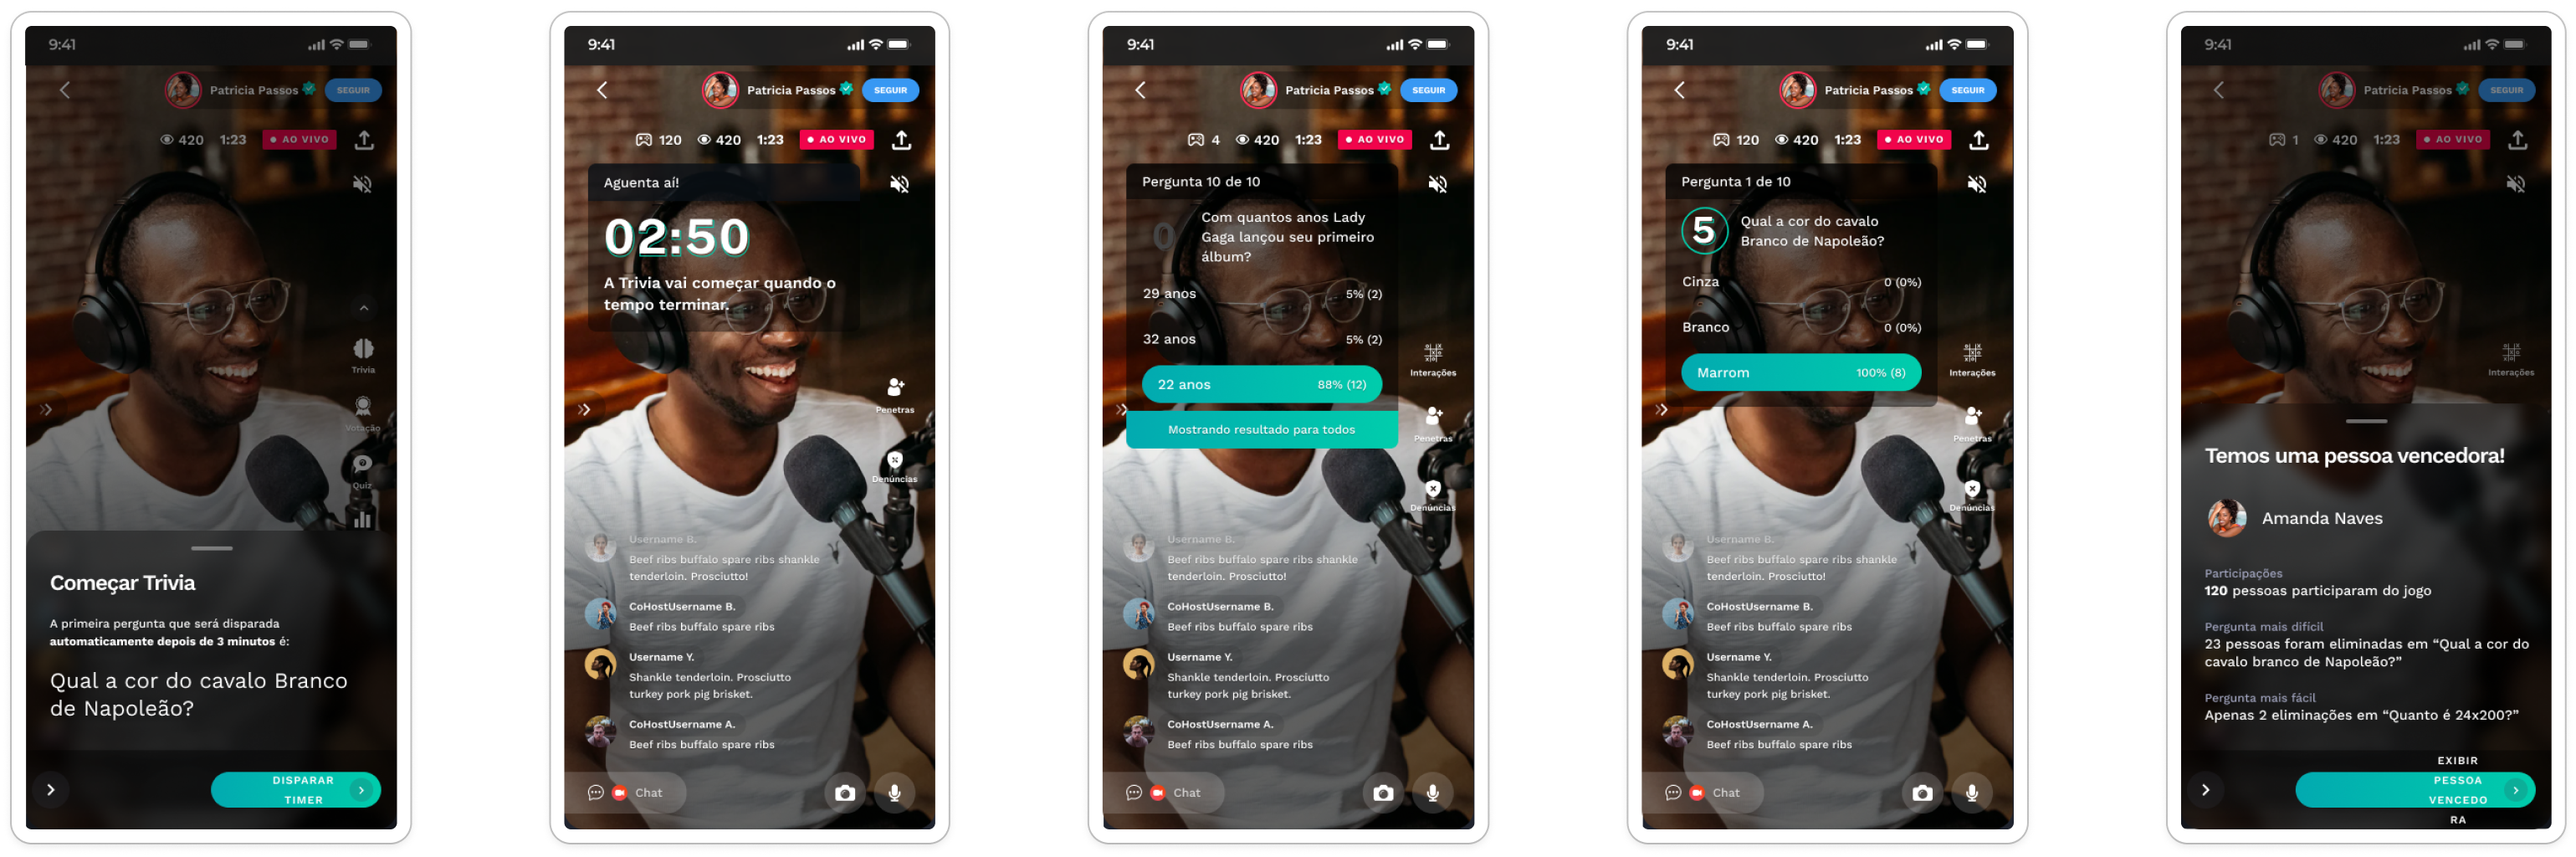 9:41
Patricia Passos
SEGUIR
420
1:23
AO VIVO
Trivia
Votação
Quiz
Começar Trivia
A primeira pergunta que será disparada
automaticamente depois de 3 minutos é:
Qual a cor do cavalo Branco
de Napoleão?
DISPARAR
TIMER
9:41
Patricia Passos
SEGUIR
120
420
1:23
AO VIVO
Aguenta aí!
02:50
A Trivia vai começar quando o
tempo terminar.
Penetras
Denúncias
Username B.
Beef ribs buffalo spare ribs shankle
tenderloin. Prosciutto!
CoHostUsername B.
Beef ribs buffalo spare ribs
Username Y.
Shankle tenderloin. Prosciutto
turkey pork pig brisket.
CoHostUsername A.
Beef ribs buffalo spare ribs
Chat
9:41
Patricia Passos
SEGUIR
4
420
1:23
AO VIVO
Pergunta 10 de 10
0
Com quantos anos Lady
Gaga lançou seu primeiro
álbum?
29 anos 5% (2)
32 anos 5% (2)
22 anos 88% (12)
Mostrando resultado para todos
Interações
Penetras
Denúncias
Username B.
Beef ribs buffalo spare ribs shankle
tenderloin. Prosciutto!
CoHostUsername B.
Beef ribs buffalo spare ribs
Username Y.
Shankle tenderloin. Prosciutto
turkey pork pig brisket.
CoHostUsername A.
Beef ribs buffalo spare ribs
Chat
9:41
Patricia Passos
SEGUIR
120
420
1:23
AO VIVO
Pergunta 1 de 10
5
Qual a cor do cavalo
Branco de Napoleão?
Cinza 0 (0%)
Branco 0 (0%)
Marrom 100% (8)
Interações
Penetras
Denúncias
Username B.
Beef ribs buffalo spare ribs shankle
tenderloin. Prosciutto!
CoHostUsername B.
Beef ribs buffalo spare ribs
Username Y.
Shankle tenderloin. Prosciutto
turkey pork pig brisket.
CoHostUsername A.
Beef ribs buffalo spare ribs
Chat
9:41
Patricia Passos
SEGUIR
1
420
1:23
AO VIVO
Interações
Temos uma pessoa vencedora!
Amanda Naves
Participações
120 pessoas participaram do jogo
Pergunta mais difícil
23 pessoas foram eliminadas em “Qual a cor do
cavalo branco de Napoleão?”
Pergunta mais fácil
Apenas 2 eliminações em “Quanto é 24x200?”
EXIBIR
PESSOA
VENCEDO
RA